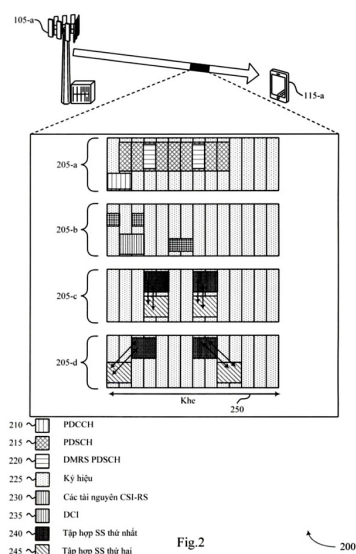 105-a
115-a
205-a
205-b
205-c
205-d
Khe
250
210 PDCCH
215 PDSCH
220 DMRS PDSCH
225 Ký hiệu
230 Các tài nguyên CSI-RS
235 DCI
240 Tập hợp SS thứ nhất
245 Tập hợp SS thứ hai
Fig.2
200